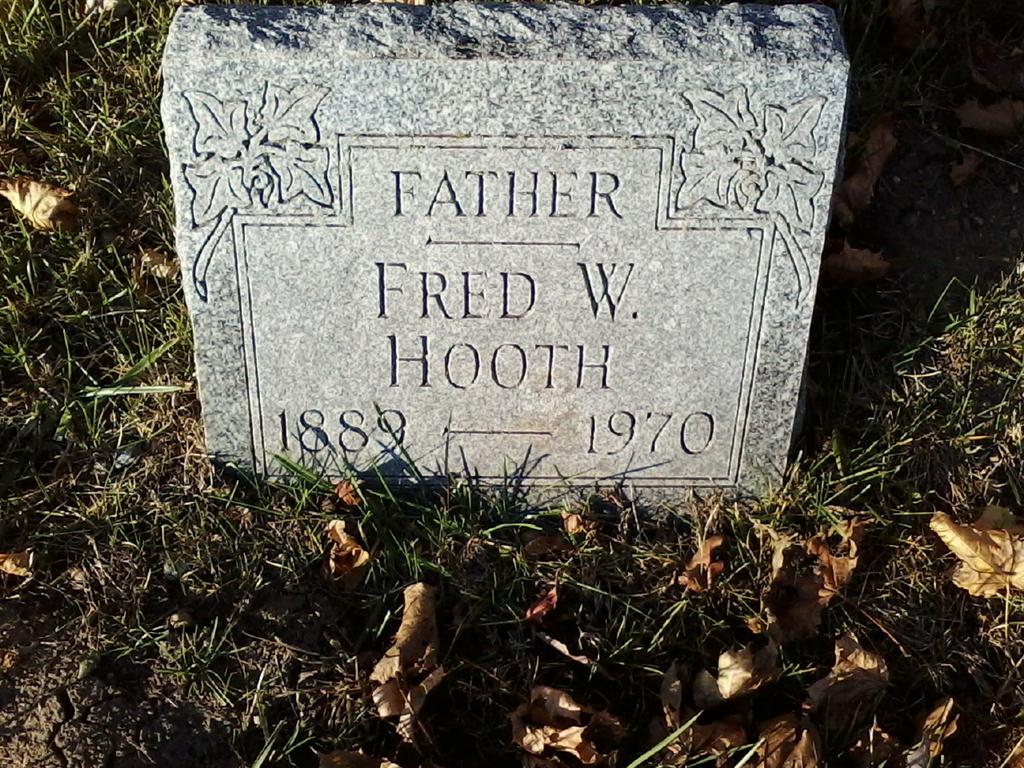 FATHER
FRED W.
HOOTH
1889 — 1970